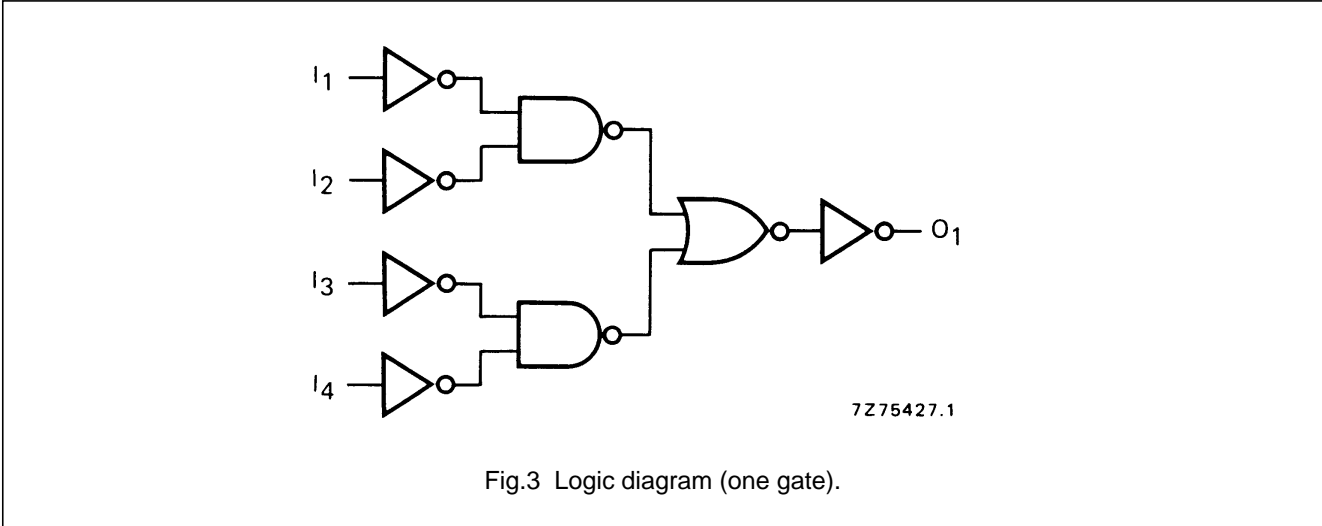 I1
I2
O1
I3
I4
7Z75427.1
Fig.3 Logic diagram (one gate).